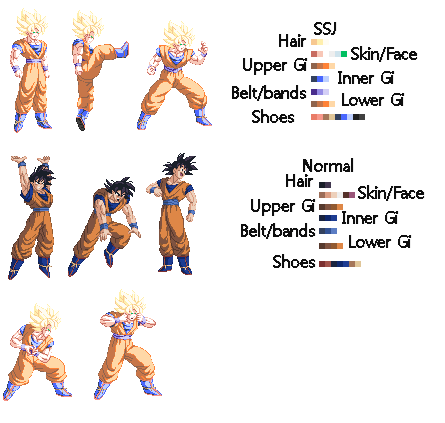 SSJ
Hair
Skin/Face
Upper Gi
Inner Gi
Belt/bands
Lower Gi
Shoes
Normal
Hair
Skin/Face
Upper Gi
Inner Gi
Belt/bands
Lower Gi
Shoes